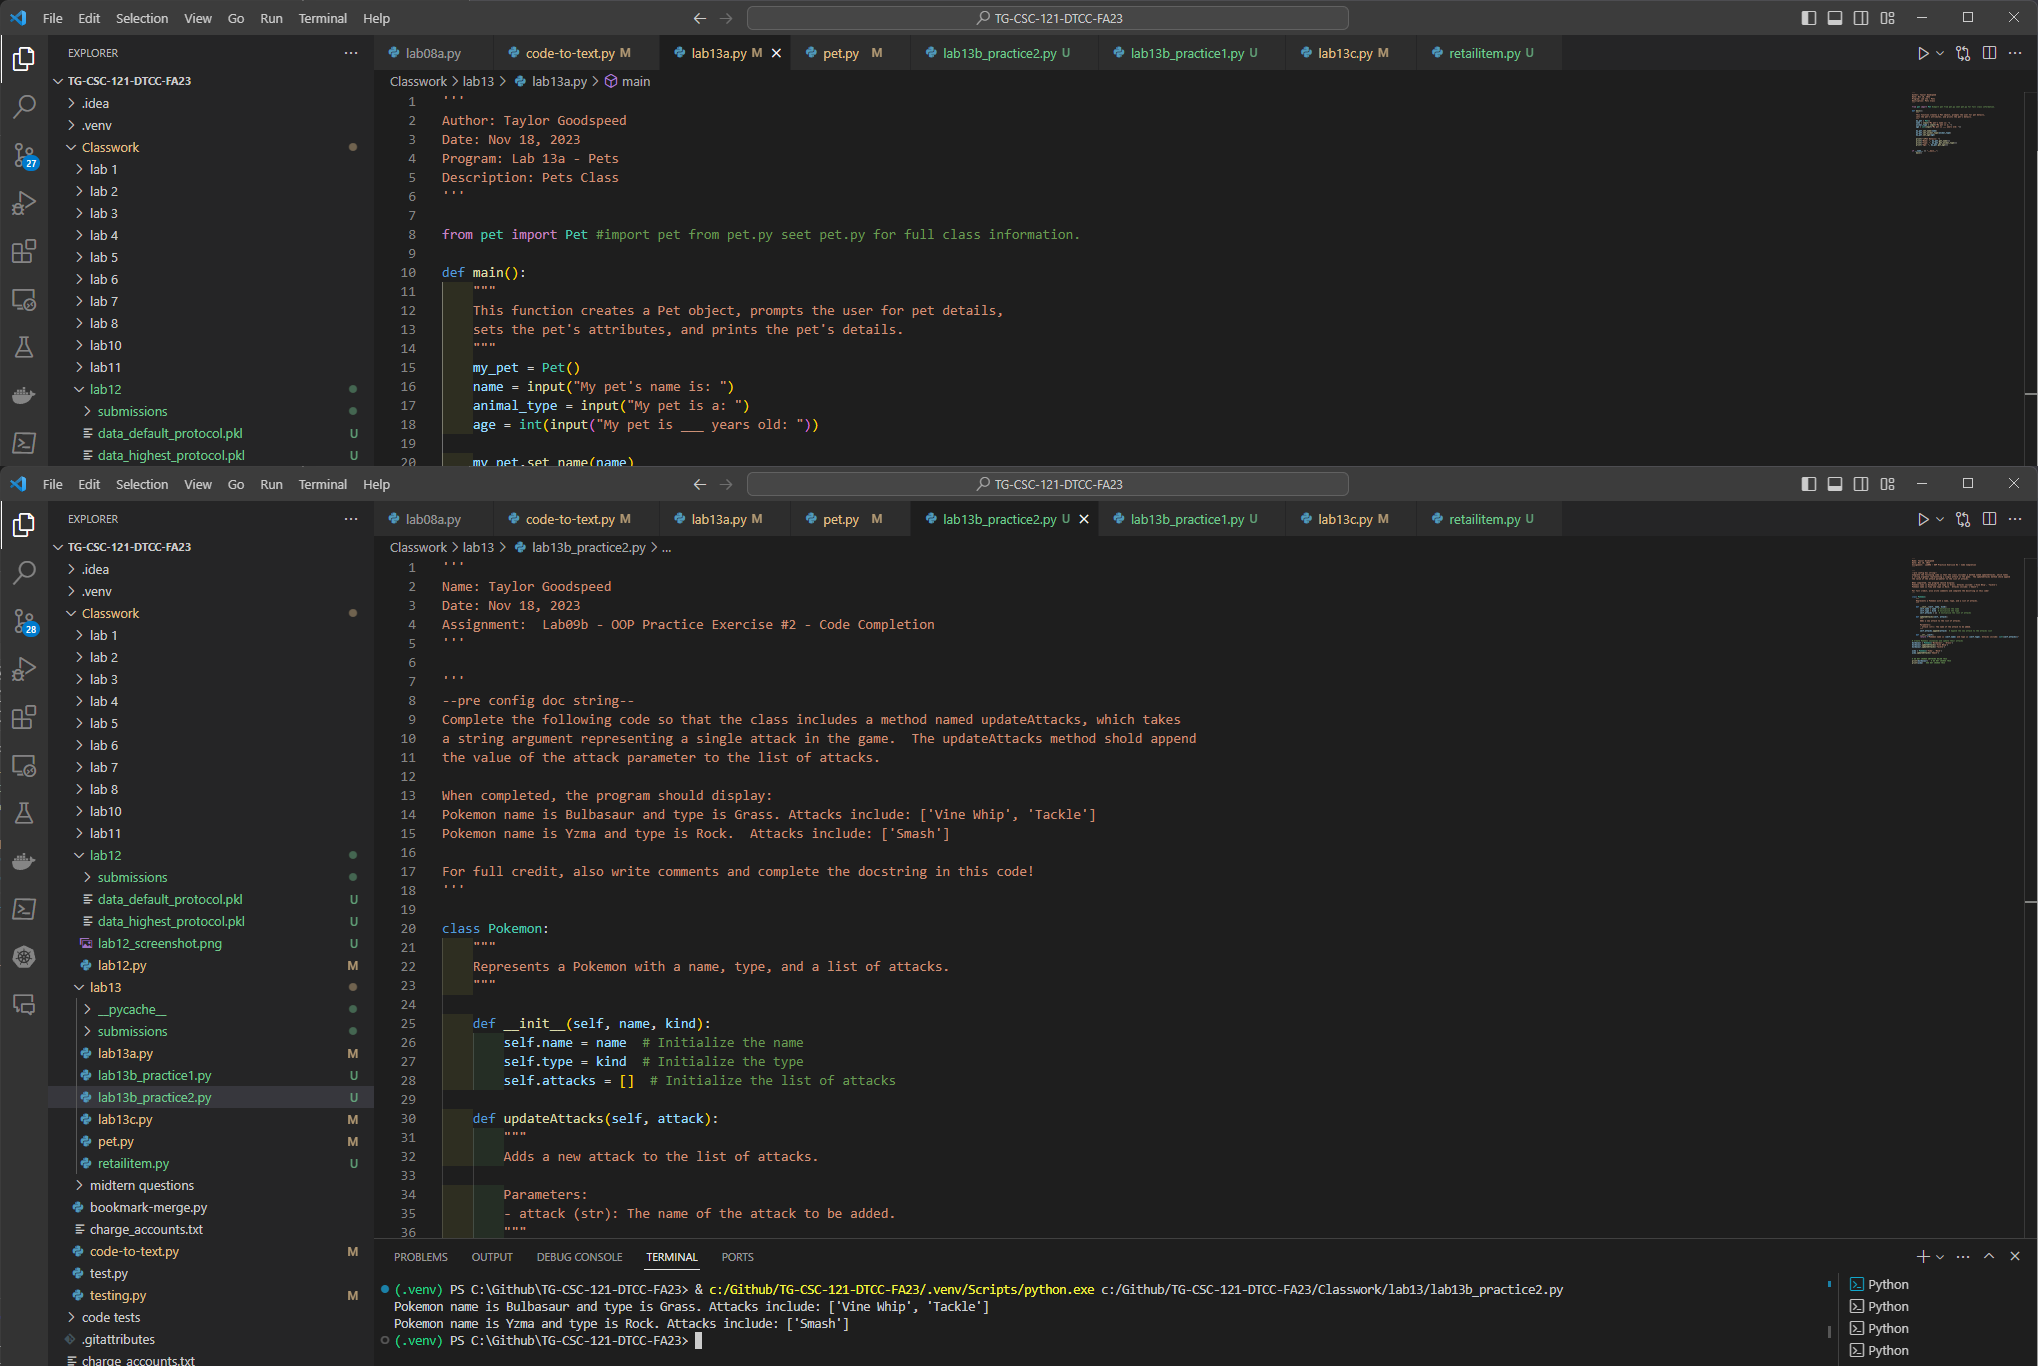 File Edit Selection View Go Run Terminal Help TG-CSC-121-DTCC-FA23
EXPLORER
lab08a.py code-to-text.py M lab13a.py M pet.py M lab13b_practice2.py U lab13b_practice1.py U lab13c.py M retailitem.py U
TG-CSC-121-DTCC-FA23
Classwork > lab13 > lab13a.py > main
.idea
.venv
Classwork
lab 1
lab 2
lab 3
lab 4
lab 5
lab 6
lab 7
lab 8
lab10
lab11
lab12
submissions
data_default_protocol.pkl U
data_highest_protocol.pkl U
27
1 '''
2 Author: Taylor Goodspeed
3 Date: Nov 18, 2023
4 Program: Lab 13a - Pets
5 Description: Pets Class
6 '''
7
8 from pet import Pet #import pet from pet.py seet pet.py for full class information.
9
10 def main():
11 """
12 This function creates a Pet object, prompts the user for pet details,
13 sets the pet's attributes, and prints the pet's details.
14 """
15 my_pet = Pet()
16 name = input("My pet's name is: ")
17 animal_type = input("My pet is a: ")
18 age = int(input("My pet is ___ years old: "))
19
20 my_pet.set_name(name)
File Edit Selection View Go Run Terminal Help TG-CSC-121-DTCC-FA23
EXPLORER
lab08a.py code-to-text.py M lab13a.py M pet.py M lab13b_practice2.py U lab13b_practice1.py U lab13c.py M retailitem.py U
TG-CSC-121-DTCC-FA23
Classwork > lab13 > lab13b_practice2.py > ...
.idea
.venv
Classwork
lab 1
lab 2
lab 3
lab 4
lab 5
lab 6
lab 7
lab 8
lab10
lab11
lab12
submissions
data_default_protocol.pkl U
data_highest_protocol.pkl U
lab12_screenshot.png U
lab12.py M
lab13
__pycache__
submissions
lab13a.py M
lab13b_practice1.py U
lab13b_practice2.py U
lab13c.py M
pet.py M
retailitem.py U
midtern questions
bookmark-merge.py
charge_accounts.txt
code-to-text.py M
test.py
testing.py M
code tests
.gitattributes
charge_accounts.txt
28
1 '''
2 Name: Taylor Goodspeed
3 Date: Nov 18, 2023
4 Assignment:  Lab09b - OOP Practice Exercise #2 - Code Completion
5 '''
6
7 '''
8 --pre config doc string--
9 Complete the following code so that the class includes a method named updateAttacks, which takes
10 a string argument representing a single attack in the game.  The updateAttacks method shold append
11 the value of the attack parameter to the list of attacks.
12
13 When completed, the program should display:
14 Pokemon name is Bulbasaur and type is Grass. Attacks include: ['Vine Whip', 'Tackle']
15 Pokemon name is Yzma and type is Rock.  Attacks include: ['Smash']
16
17 For full credit, also write comments and complete the docstring in this code!
18 '''
19
20 class Pokemon:
21 """
22 Represents a Pokemon with a name, type, and a list of attacks.
23 """
24
25 def __init__(self, name, kind):
26 self.name = name  # Initialize the name
27 self.type = kind  # Initialize the type
28 self.attacks = []  # Initialize the list of attacks
29
30 def updateAttacks(self, attack):
31 """
32 Adds a new attack to the list of attacks.
33
34 Parameters:
35 - attack (str): The name of the attack to be added.
36 """
PROBLEMS OUTPUT DEBUG CONSOLE TERMINAL PORTS
(.venv) PS C:\Github\TG-CSC-121-DTCC-FA23> & c:/Github/TG-CSC-121-DTCC-FA23/.venv/Scripts/python.exe c:/Github/TG-CSC-121-DTCC-FA23/Classwork/lab13/lab13b_practice2.py
Pokemon name is Bulbasaur and type is Grass. Attacks include: ['Vine Whip', 'Tackle']
Pokemon name is Yzma and type is Rock. Attacks include: ['Smash']
(.venv) PS C:\Github\TG-CSC-121-DTCC-FA23>
Python
Python
Python
Python